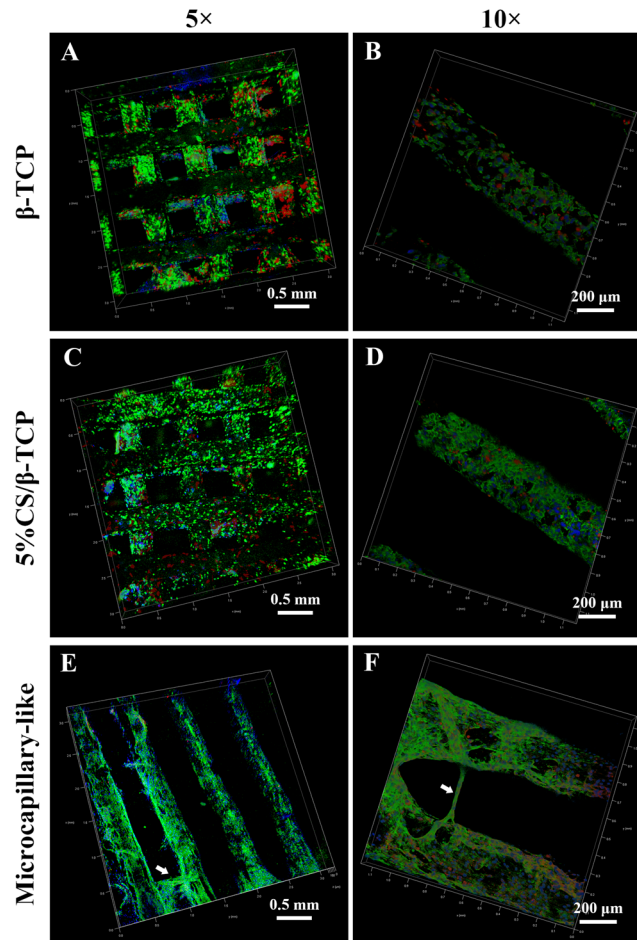 5× 10×
β-TCP
A
B
0.5 mm
200 μm
5%CS/β-TCP
C
D
0.5 mm
200 μm
Microcapillary-like
E
F
0.5 mm
200 μm